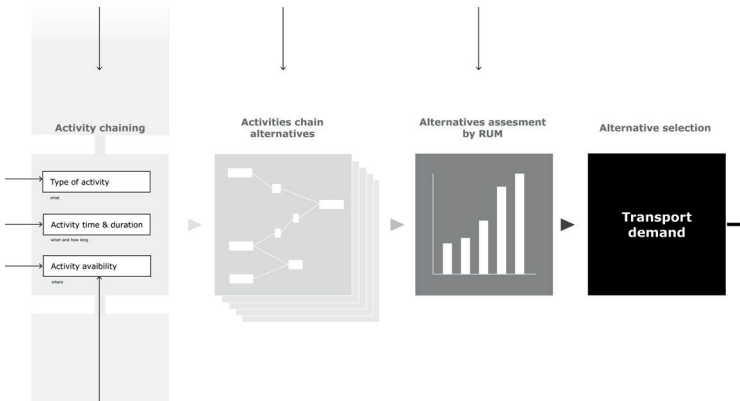 Activity chaining
Type of activity
what
Activity time & duration
when and how long
Activity avaibility
where
Activities chain
alternatives
Alternatives assesment
by RUM
Alternative selection
Transport
demand